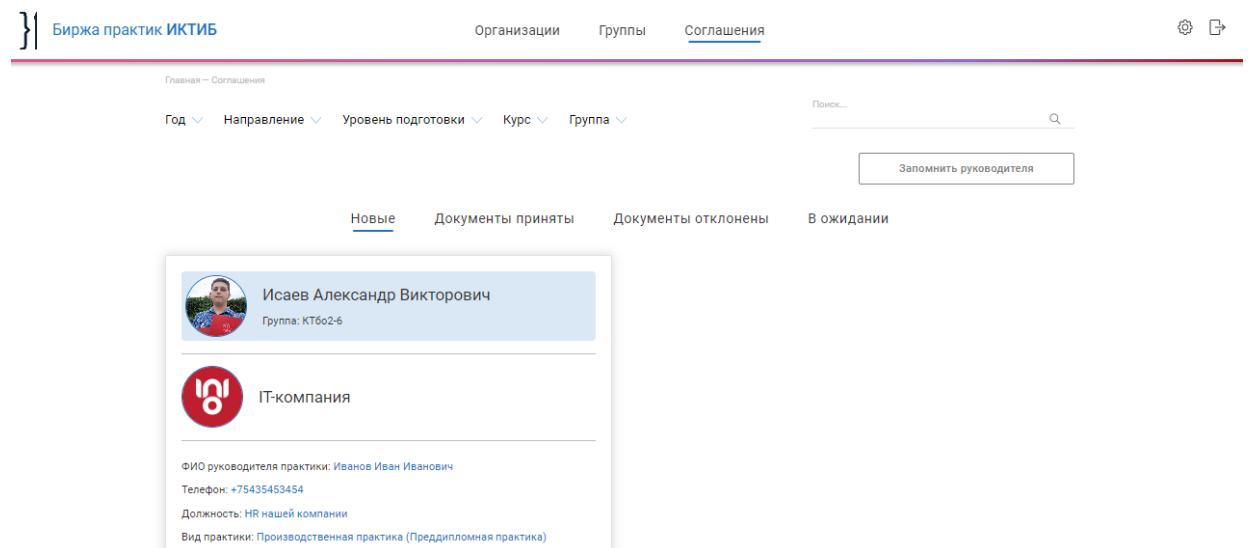 Биржа практик ИКТИБ
Организации Группы Соглашения
Главная — Соглашения
Поиск...
Год Направление Уровень подготовки Курс Группа
Запомнить руководителя
Новые Документы приняты Документы отклонены В ожидании
Исаев Александр Викторович
Группа: КТбо2-6
IT-компания
ФИО руководителя практики: Иванов Иван Иванович
Телефон: +75435453454
Должность: HR нашей компании
Вид практики: Производственная практика (Преддипломная практика)